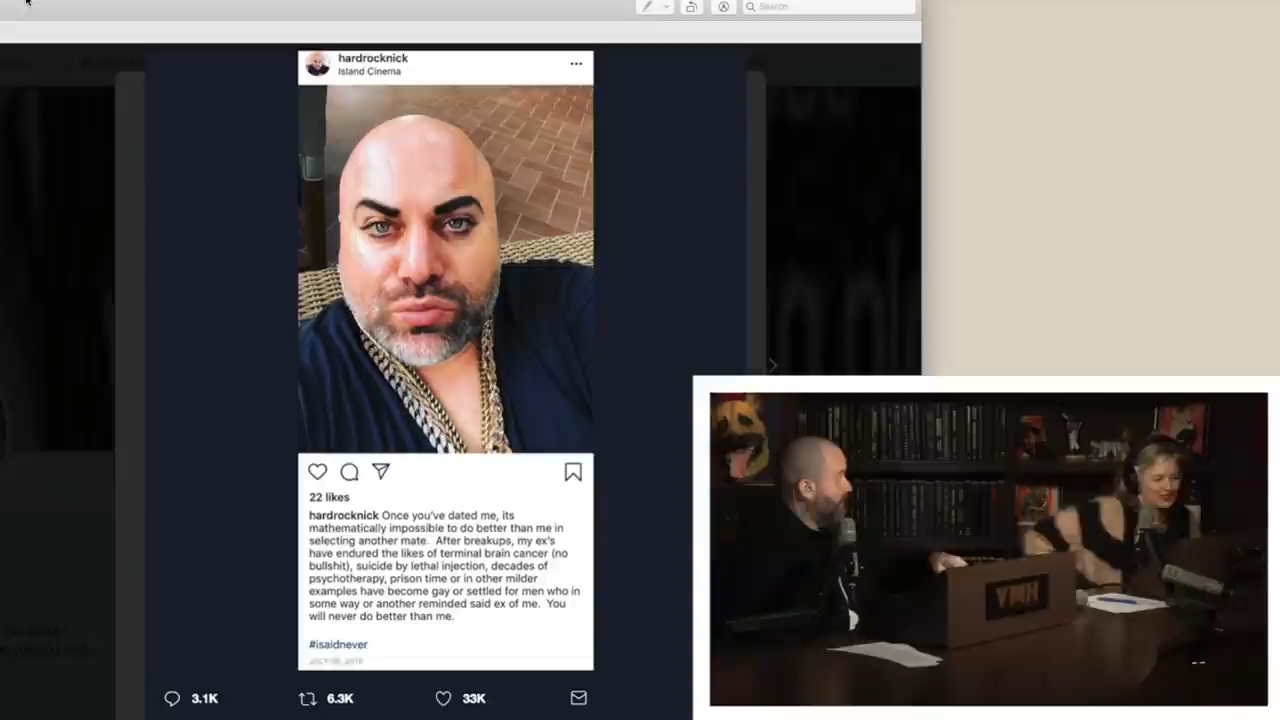 Search
hardrocknick
Island Cinema
22 likes
hardrocknick Once you've dated me, its
mathematically impossible to do better than me in
selecting another mate. After breakups, my ex's
have endured the likes of terminal brain cancer (no
bullshit), suicide by lethal injection, decades of
psychotherapy, prison time or in other milder
examples have become gay or settled for men who in
some way or another reminded said ex of me. You
will never do better than me.
#isaidnever
3.1K
6.3K
33K
YMH